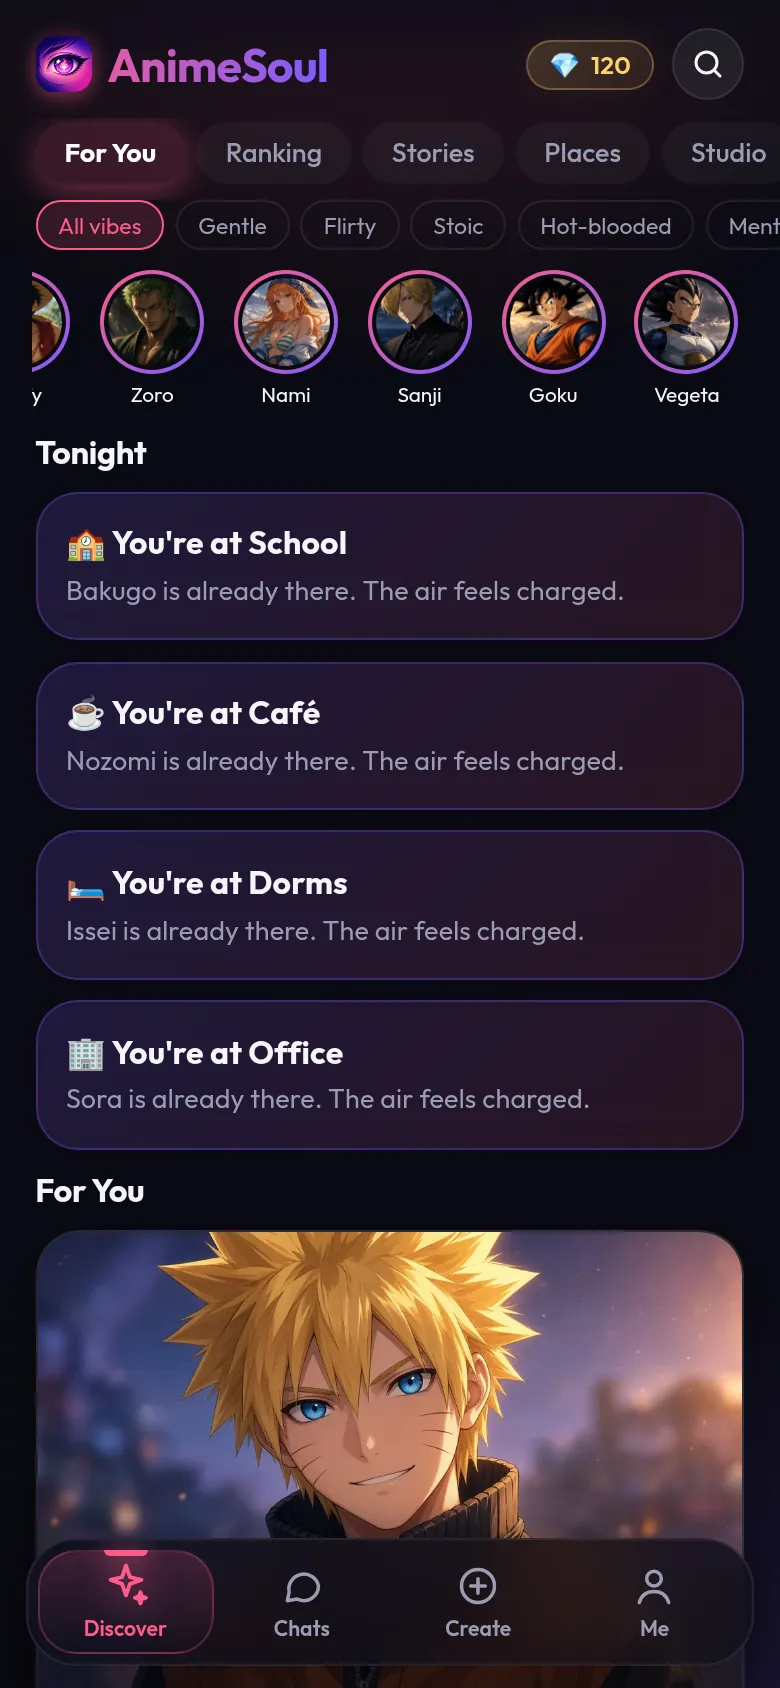 AnimeSoul
120
For You
Ranking
Stories
Places
Studio
All vibes
Gentle
Flirty
Stoic
Hot-blooded
Ment
y
Zoro
Nami
Sanji
Goku
Vegeta
Tonight
You're at School
Bakugo is already there. The air feels charged.
You're at Café
Nozomi is already there. The air feels charged.
You're at Dorms
Issei is already there. The air feels charged.
You're at Office
Sora is already there. The air feels charged.
For You
Discover
Chats
Create
Me